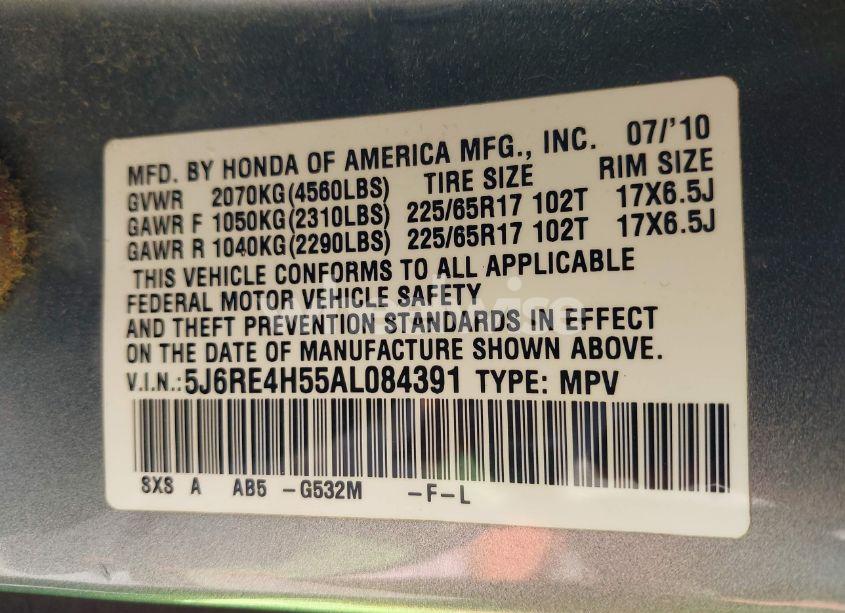 MFD. BY HONDA OF AMERICA MFG., INC. 07/'10
GVWR 2070KG(4560LBS) TIRE SIZE RIM SIZE
GAWR F 1050KG(2310LBS) 225/65R17 102T 17X6.5J
GAWR R 1040KG(2290LBS) 225/65R17 102T 17X6.5J
THIS VEHICLE CONFORMS TO ALL APPLICABLE
FEDERAL MOTOR VEHICLE SAFETY
AND THEFT PREVENTION STANDARDS IN EFFECT
ON THE DATE OF MANUFACTURE SHOWN ABOVE.
V.I.N.:5J6RE4H55AL084391 TYPE: MPV
SXS A AB5 -G532M -F-L